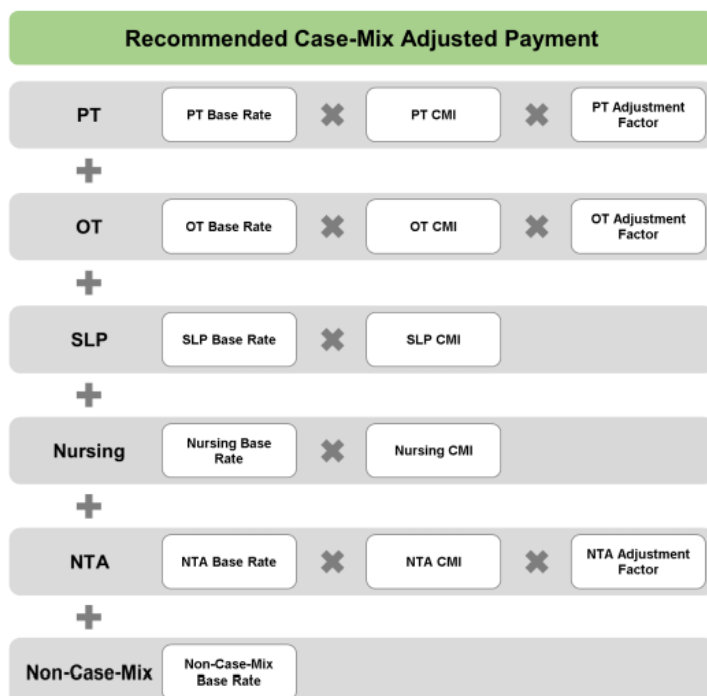 Recommended Case-Mix Adjusted Payment
PT
PT Base Rate
PT CMI
PT Adjustment
Factor
OT
OT Base Rate
OT CMI
OT Adjustment
Factor
SLP
SLP Base Rate
SLP CMI
Nursing
Nursing Base
Rate
Nursing CMI
NTA
NTA Base Rate
NTA CMI
NTA Adjustment
Factor
Non-Case-Mix
Non-Case-Mix
Base Rate